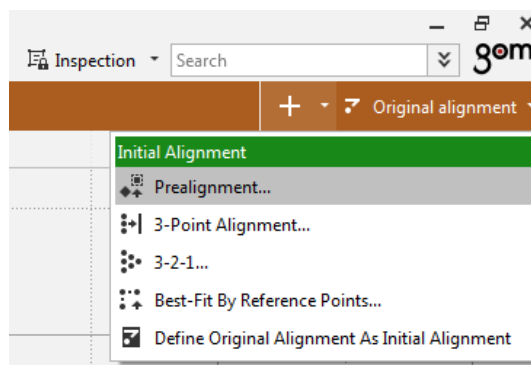 Inspection
Search
gom
Original alignment
Initial Alignment
Prealignment...
3-Point Alignment...
3-2-1...
Best-Fit By Reference Points...
Define Original Alignment As Initial Alignment